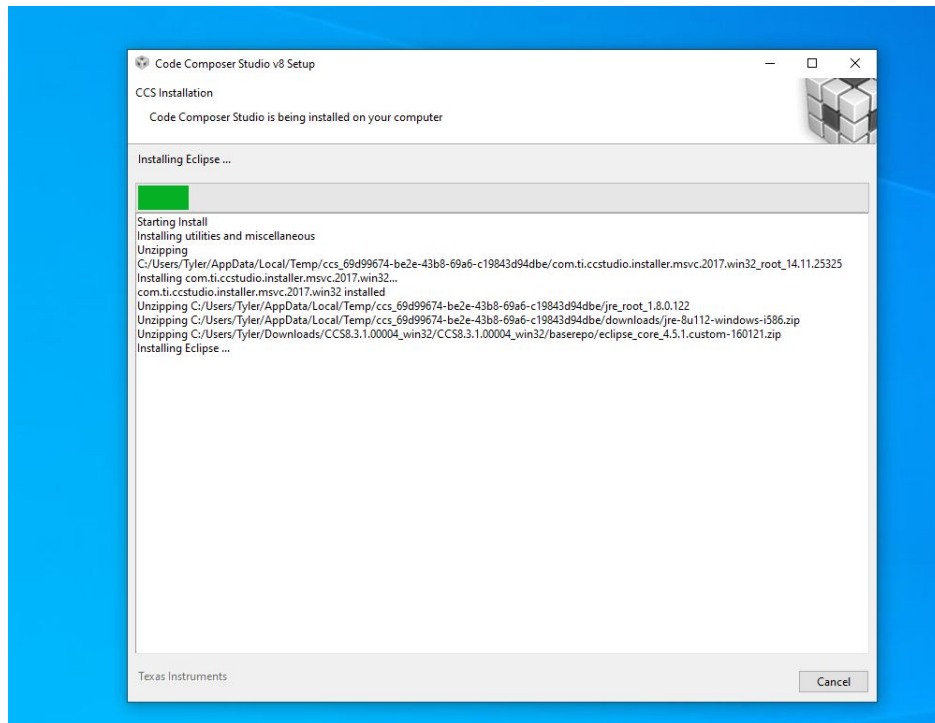 Code Composer Studio v8 Setup
CCS Installation
Code Composer Studio is being installed on your computer
Installing Eclipse ...
Starting Install
Installing utilities and miscellaneous
Unzipping
C:/Users/Tyler/AppData/Local/Temp/ccs_69d99674-be2e-43b8-69a6-c19843d94dbe/com.ti.ccstudio.installer.msvc.2017.win32_root_14.11.25325
Installing com.ti.ccstudio.installer.msvc.2017.win32...
com.ti.ccstudio.installer.msvc.2017.win32 installed
Unzipping C:/Users/Tyler/AppData/Local/Temp/ccs_69d99674-be2e-43b8-69a6-c19843d94dbe/jre_root_1.8.0.122
Unzipping C:/Users/Tyler/AppData/Local/Temp/ccs_69d99674-be2e-43b8-69a6-c19843d94dbe/downloads/jre-8u112-windows-i586.zip
Unzipping C:/Users/Tyler/Downloads/CCS8.3.1.00004_win32/CCS8.3.1.00004_win32/baserepo/eclipse_core_4.5.1.custom-160121.zip
Installing Eclipse ...
Texas Instruments
Cancel